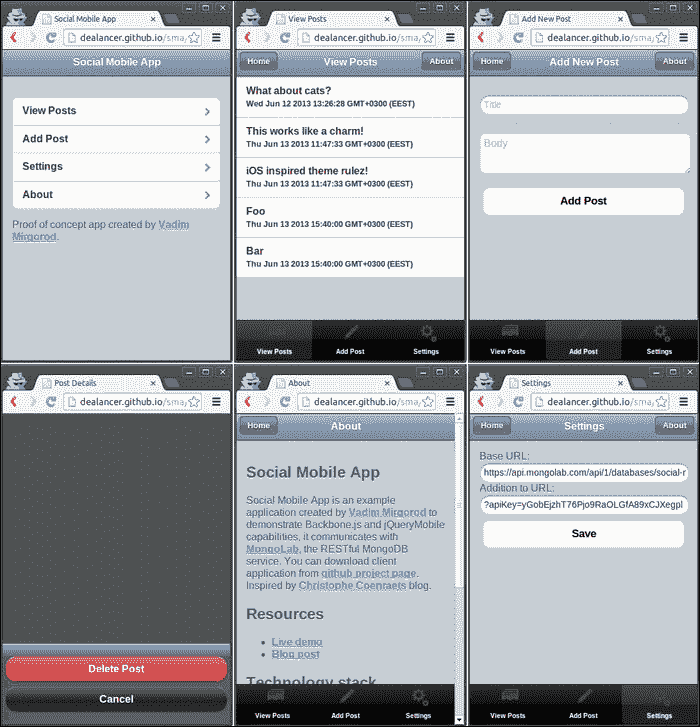 Social Mobile App
dealancer.github.io/sma/
Social Mobile App
View Posts
Add Post
Settings
About
Proof of concept app created by Vadim
Mirgorod.
View Posts
dealancer.github.io/sma/
Home
View Posts
About
What about cats?
Wed Jun 12 2013 13:26:28 GMT+0300 (EEST)
This works like a charm!
Thu Jun 13 2013 11:47:33 GMT+0300 (EEST)
iOS inspired theme rulez!
Thu Jun 13 2013 11:47:33 GMT+0300 (EEST)
Foo
Thu Jun 13 2013 15:40:00 GMT+0300 (EEST)
Bar
Thu Jun 13 2013 15:40:00 GMT+0300 (EEST)
View Posts
Add Post
Settings
Add New Post
dealancer.github.io/sma/
Home
Add New Post
About
Title
Body
Add Post
View Posts
Add Post
Settings
Post Details
dealancer.github.io/sma/
Delete Post
Cancel
About
dealancer.github.io/sma/
Home
About
Social Mobile App
Social Mobile App is an example
application created by Vadim Mirgorod to
demonstrate Backbone.js and jQueryMobile
capabilities, it communicates with
MongoLab, the RESTful MongoDB
service. You can download client
application from github project page.
Inspired by Christophe Coenraets blog.
Resources
Live demo
Blog post
Technology stack
View Posts
Add Post
Settings
Settings
dealancer.github.io/sma/
Home
Settings
About
Base URL:
https://api.mongolab.com/api/1/databases/social-r
Addition to URL:
?apiKey=yGobEjzhT76Pjo9RaOLGfA89xCJXegpl
Save
View Posts
Add Post
Settings